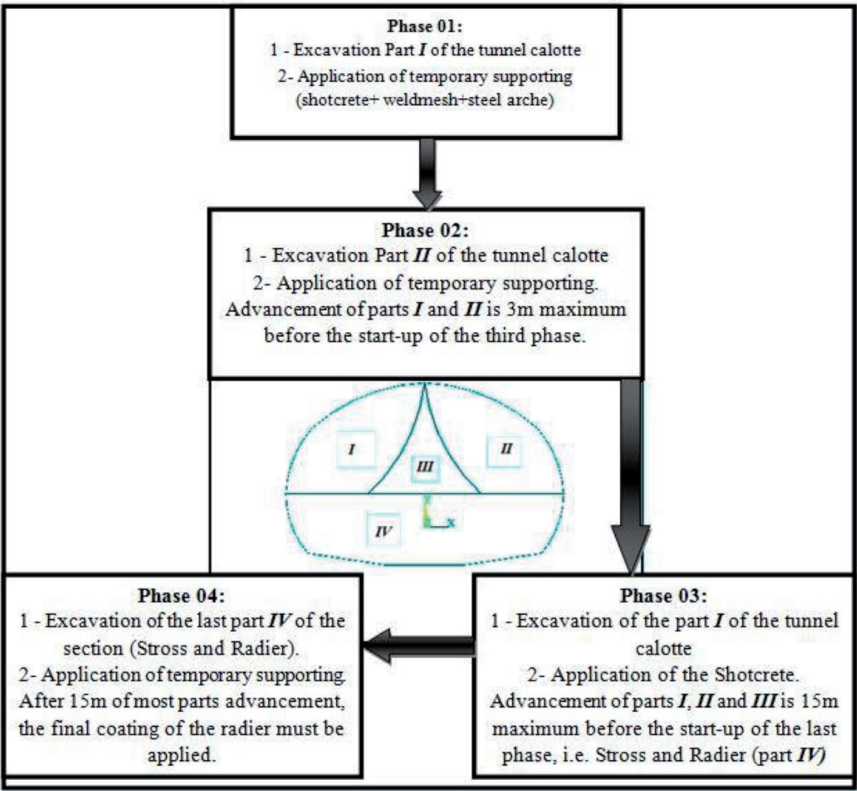 Phase 01:
1 - Excavation Part I of the tunnel calotte
2- Application of temporary supporting
(shotcrete+ weldmesh+steel arche)
Phase 02:
1 - Excavation Part II of the tunnel calotte
2- Application of temporary supporting.
Advancement of parts I and II is 3m maximum
before the start-up of the third phase.
I
II
III
IV
X
Phase 04:
1 - Excavation of the last part IV of the
section (Stross and Radier).
2- Application of temporary supporting.
After 15m of most parts advancement,
the final coating of the radier must be
applied.
Phase 03:
1 - Excavation of the part I of the tunnel
calotte
2- Application of the Shotcrete.
Advancement of parts I, II and III is 15m
maximum before the start-up of the last
phase, i.e. Stross and Radier (part IV)